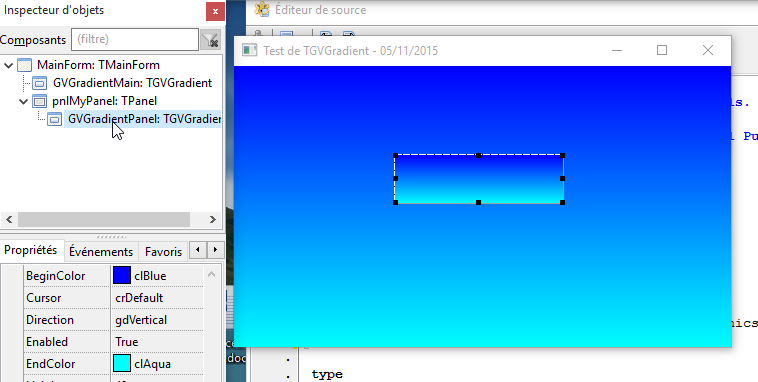 Inspecteur d'objets
Composants (filtre)
MainForm: TMainForm
GVGradientMain: TGVGradient
pnlMyPanel: TPanel
GVGradientPanel: TGVGradier
Propriétés Événements Favoris
BeginColor clBlue
Cursor crDefault
Direction gdVertical
Enabled True
EndColor clAqua
Éditeur de source
Test de TGVGradient - 05/11/2015
is.
l Pu
nics
doc
type